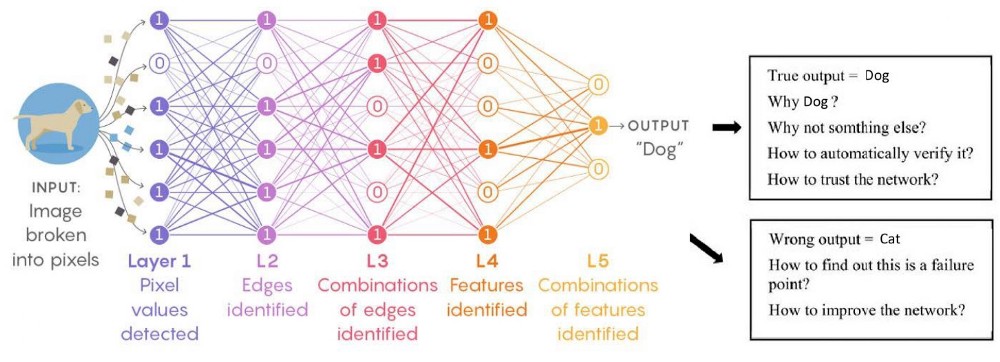 1 1 1 1
0 0 1 0
0
1 1 0 0
1
1 1 1 1
0
1 1 0 0
1 1 1 1
INPUT:
Image
broken
into pixels
Layer 1
Pixel
values
detected
L2
Edges
identified
L3
Combinations
of edges
identified
L4
Features
identified
L5
Combinations
of features
identified
OUTPUT
"Dog"
True output = Dog
Why Dog ?
Why not somthing else?
How to automatically verify it?
How to trust the network?
Wrong output = Cat
How to find out this is a failure
point?
How to improve the network?